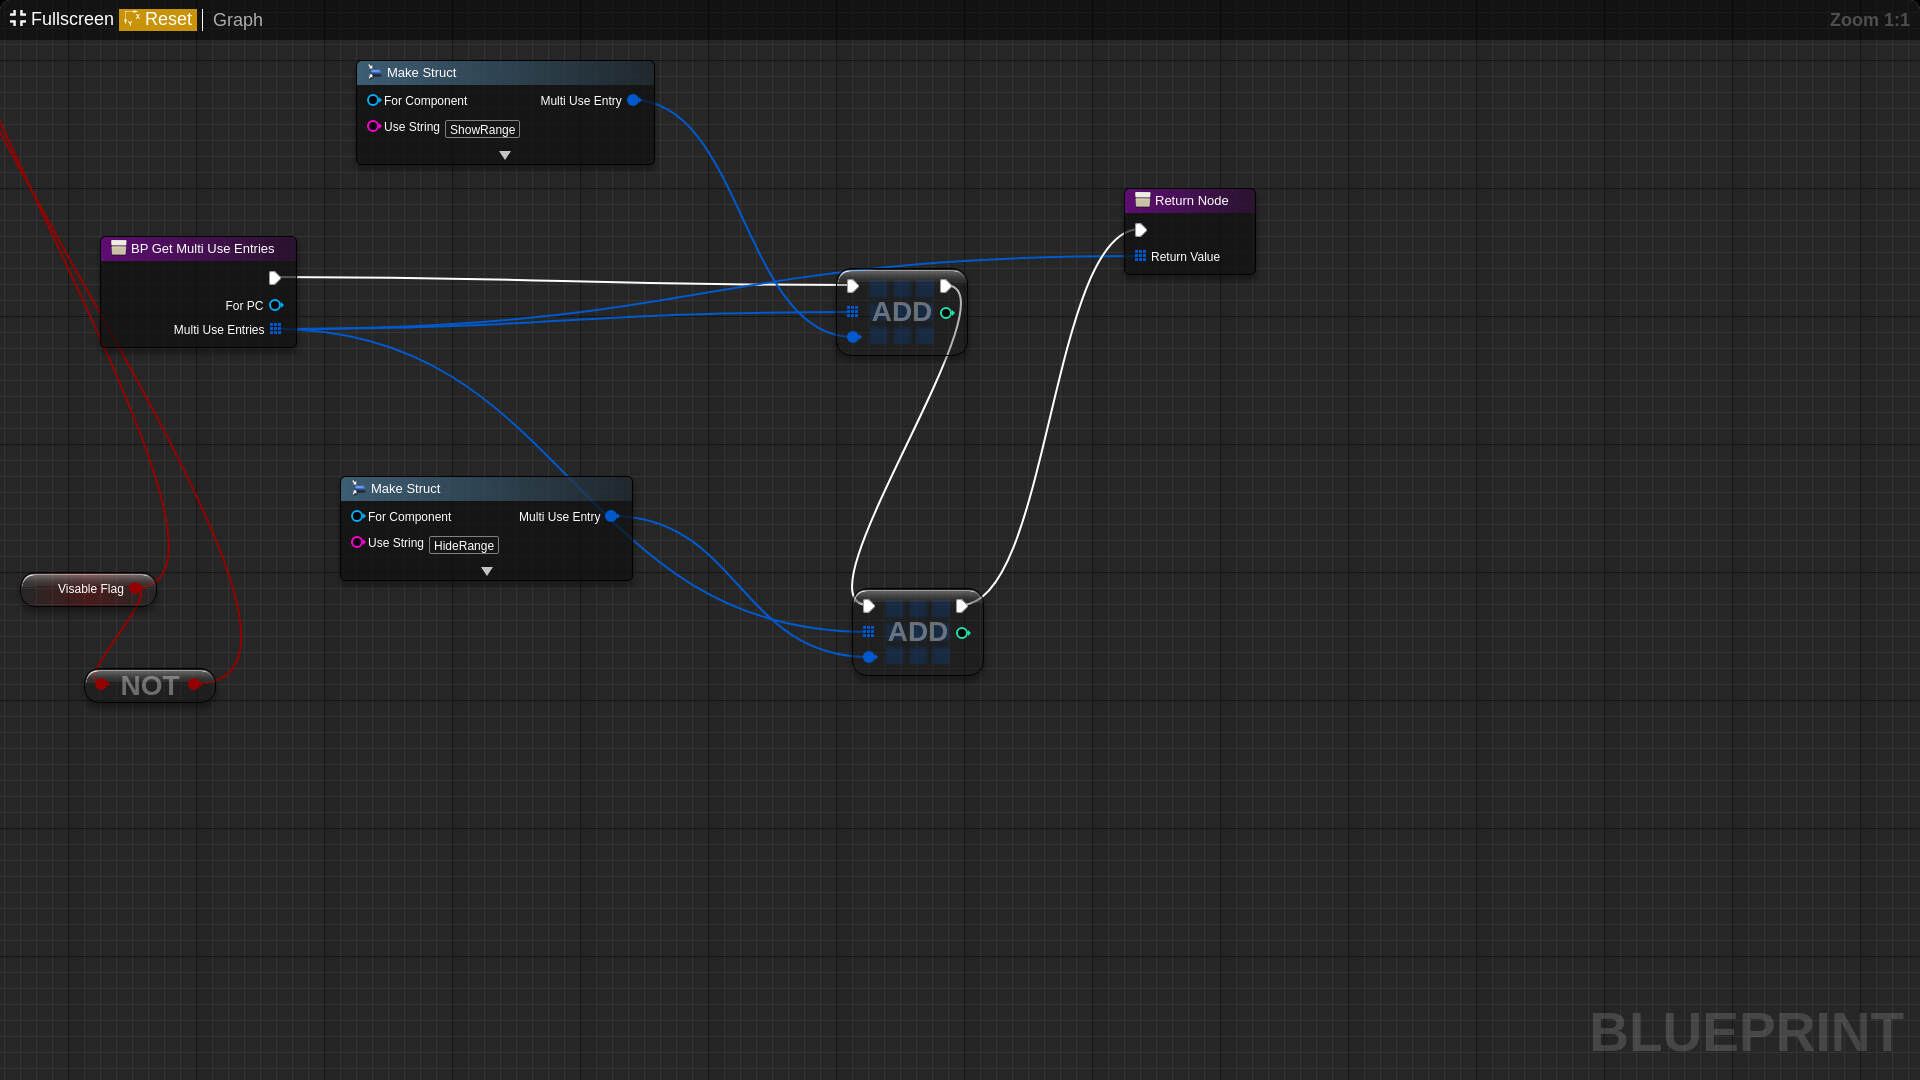 Fullscreen Reset Graph Zoom 1:1
Make Struct
For Component Multi Use Entry
Use String ShowRange
Return Node
Return Value
BP Get Multi Use Entries
For PC
Multi Use Entries
ADD
Make Struct
For Component Multi Use Entry
Use String HideRange
Visable Flag
ADD
NOT
BLUEPRINT